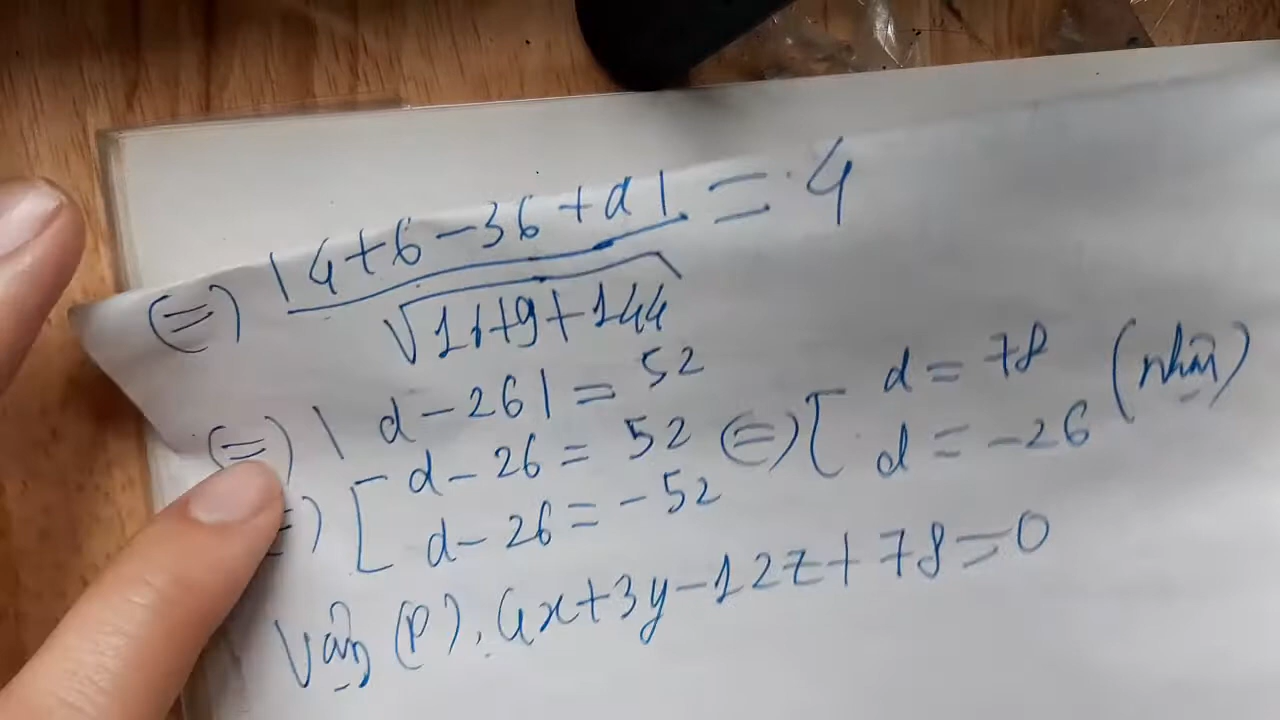 (=) |4+6-36+d| / √16+9+144 = 4
(=) |d-26| = 52
(=) [ d-26 = 52 (=) [ d = 78 (nhận)
d-26 = -52 d = -26
Vậy (P): 4x+3y-12z+78=0